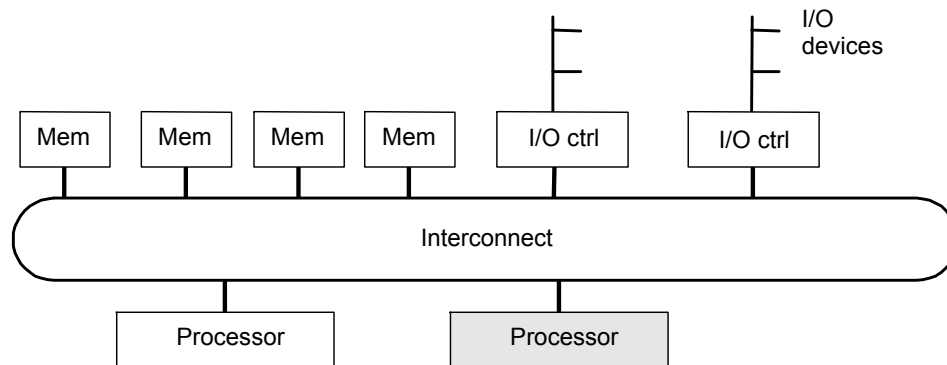 I/O
devices
Mem
Mem
Mem
Mem
I/O ctrl
I/O ctrl
Interconnect
Processor
Processor